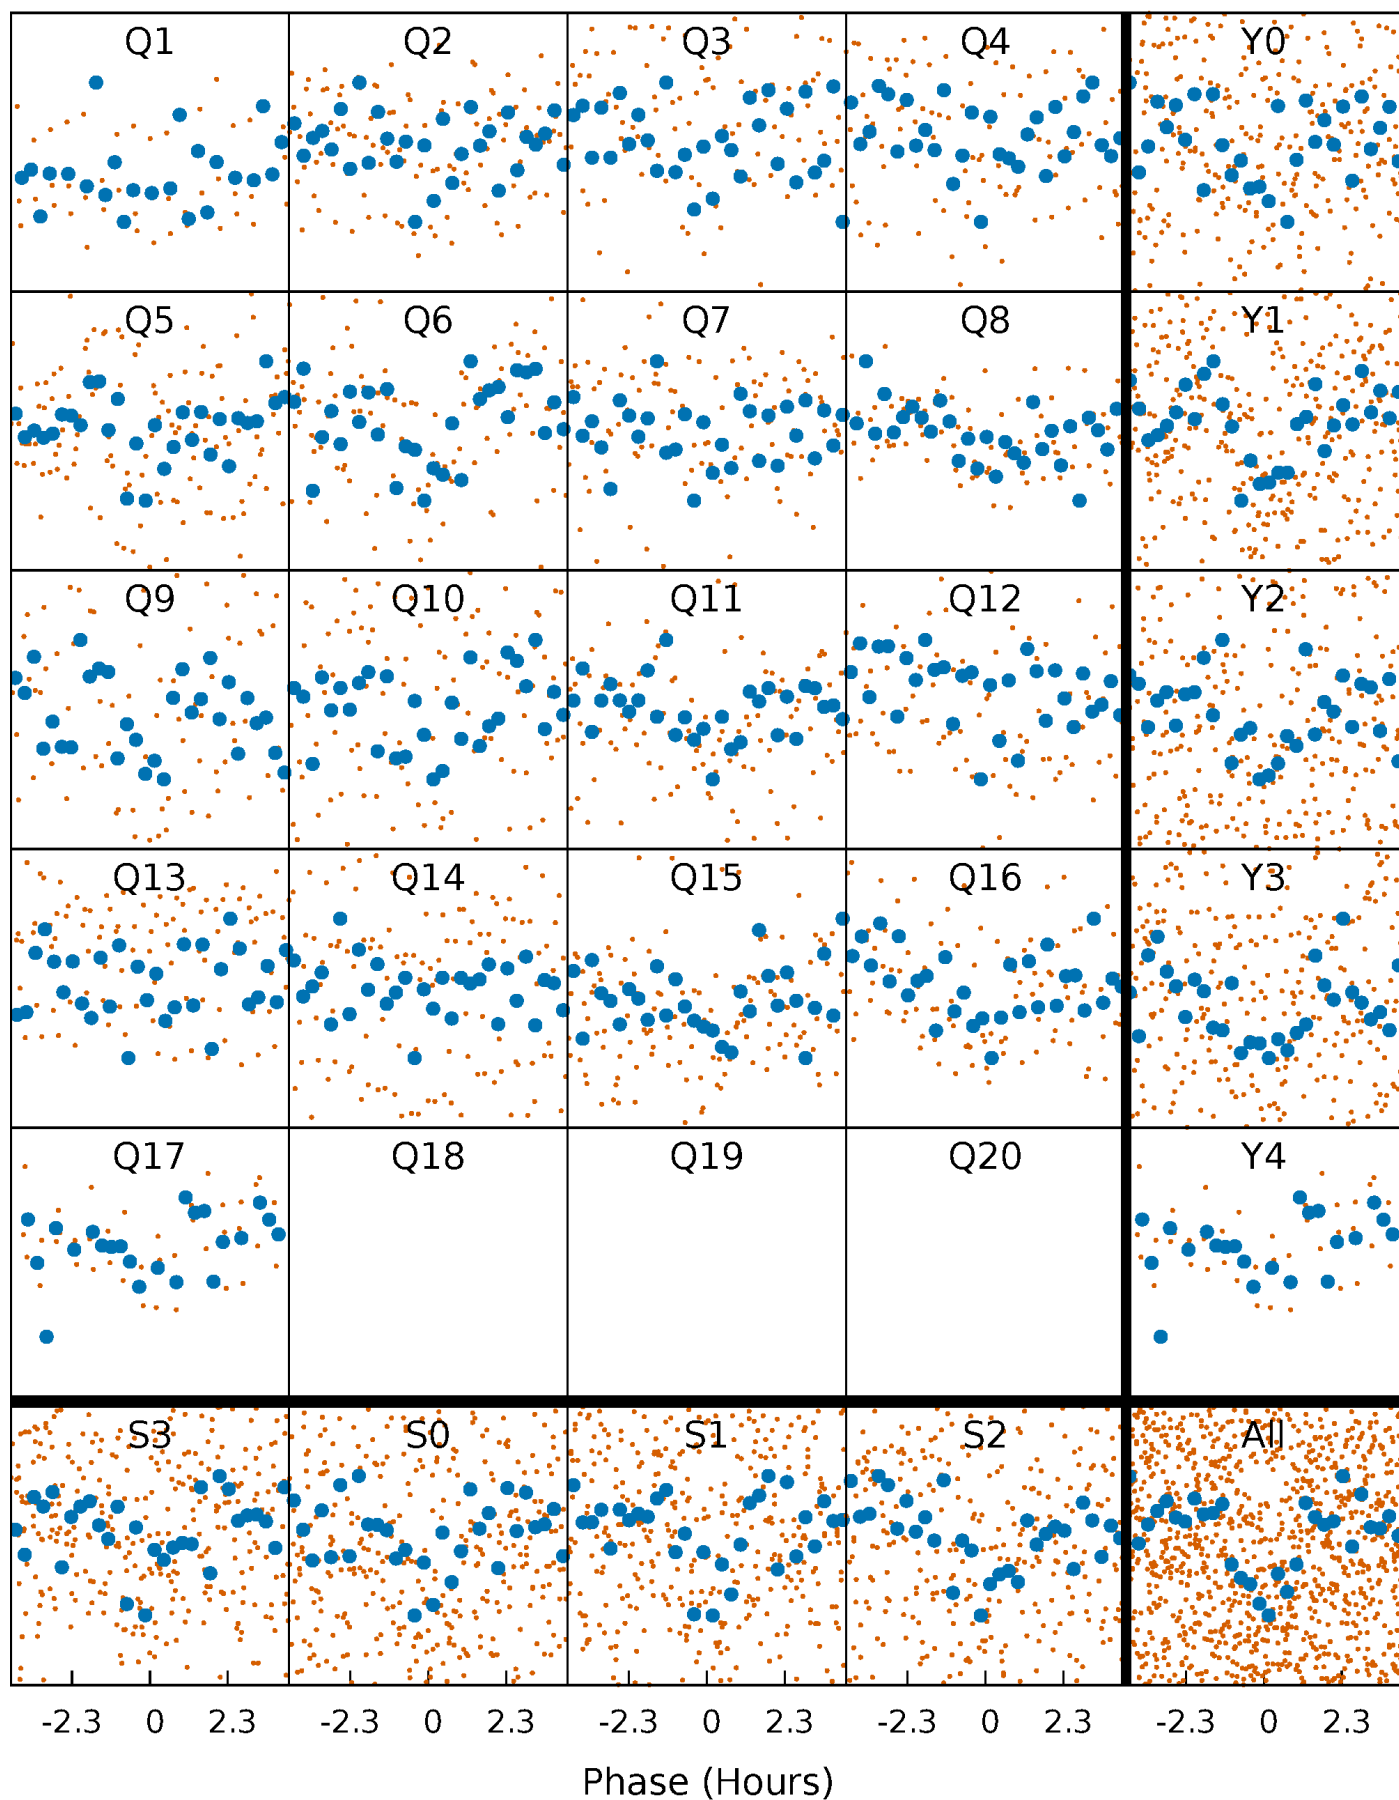 Q1 Q2 Q3 Q4 Y0
Q5 Q6 Q7 Q8 Y1
Q9 Q10 Q11 Q12 Y2
Q13 Q14 Q15 Q16 Y3
Q17 Q18 Q19 Q20 Y4
S3 S0 S1 S2 All
-2.3 0 2.3 -2.3 0 2.3 -2.3 0 2.3 -2.3 0 2.3 -2.3 0 2.3
Phase (Hours)